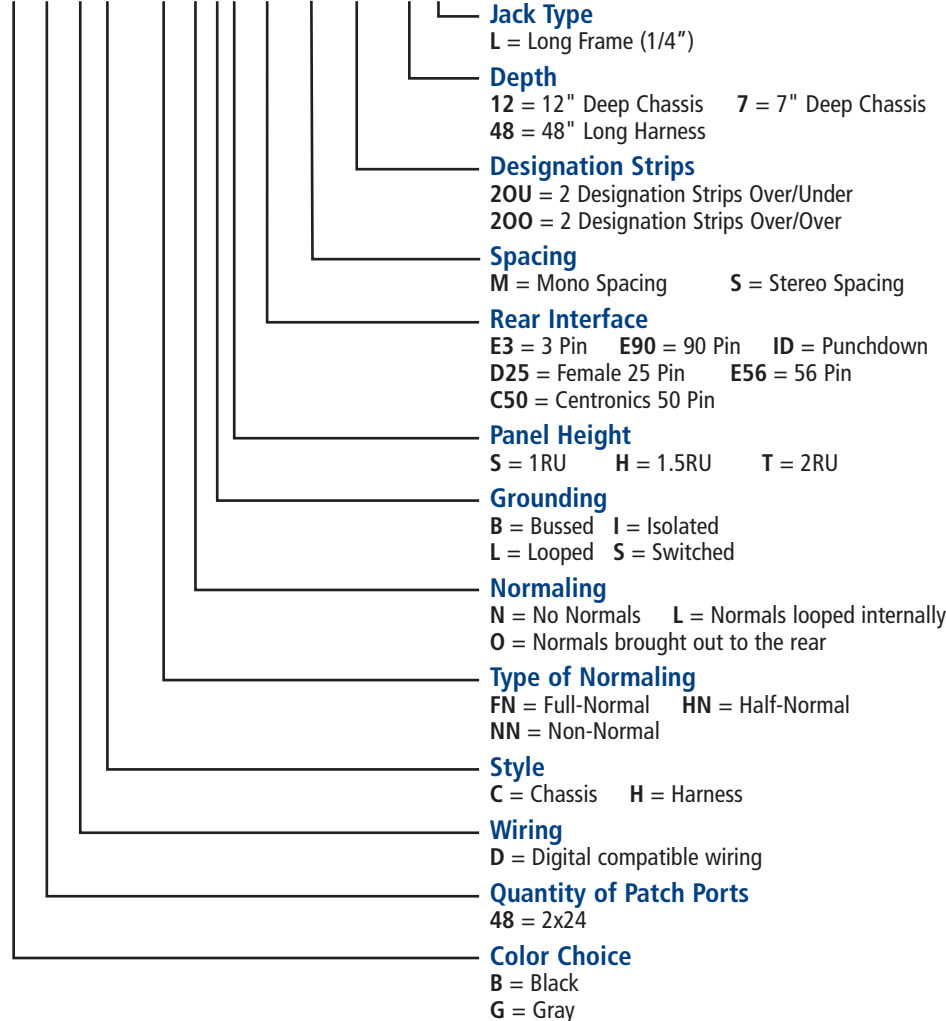 Jack Type
L = Long Frame (1/4″)
Depth
12 = 12" Deep Chassis 7 = 7" Deep Chassis
48 = 48" Long Harness
Designation Strips
2OU = 2 Designation Strips Over/Under
2OO = 2 Designation Strips Over/Over
Spacing
M = Mono Spacing S = Stereo Spacing
Rear Interface
E3 = 3 Pin E90 = 90 Pin ID = Punchdown
D25 = Female 25 Pin E56 = 56 Pin
C50 = Centronics 50 Pin
Panel Height
S = 1RU H = 1.5RU T = 2RU
Grounding
B = Bussed I = Isolated
L = Looped S = Switched
Normaling
N = No Normals L = Normals looped internally
O = Normals brought out to the rear
Type of Normaling
FN = Full-Normal HN = Half-Normal
NN = Non-Normal
Style
C = Chassis H = Harness
Wiring
D = Digital compatible wiring
Quantity of Patch Ports
48 = 2x24
Color Choice
B = Black
G = Gray